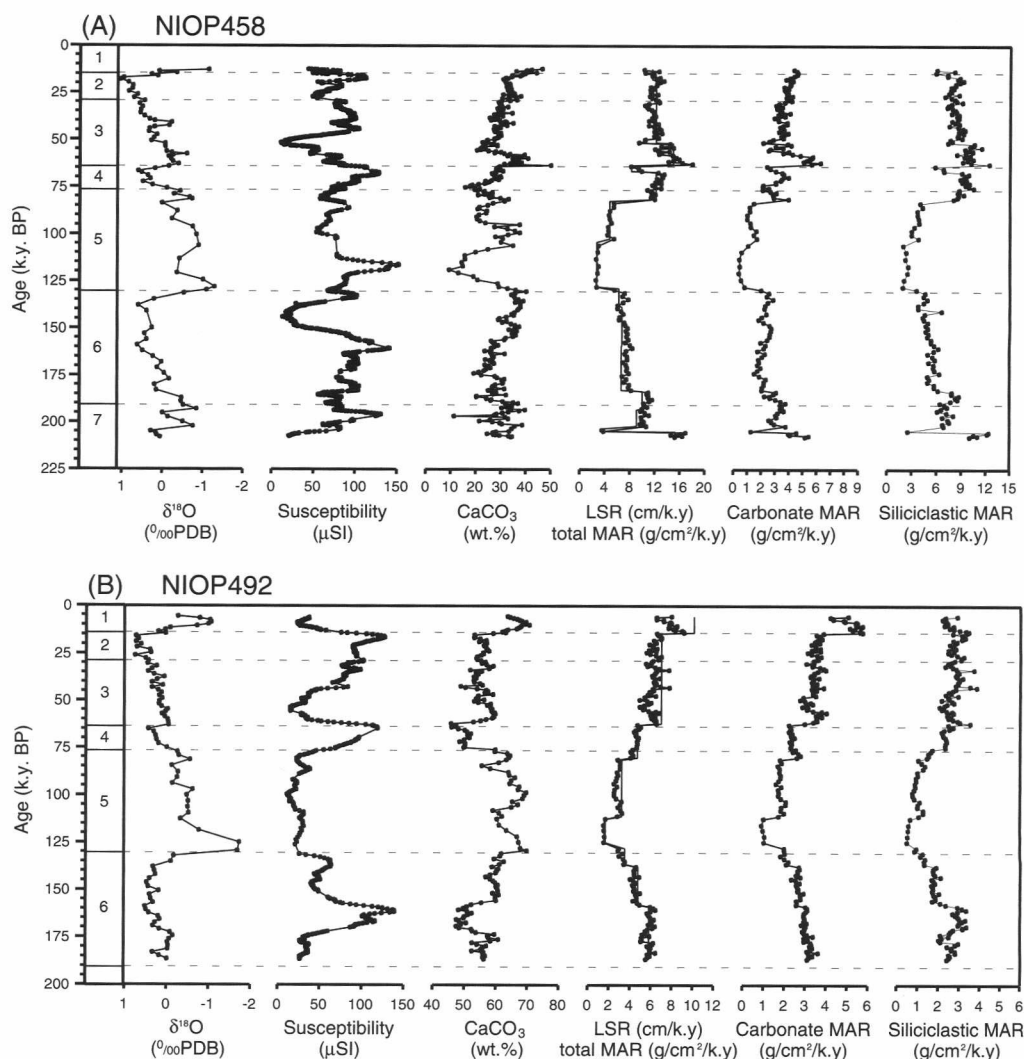 (A) NIOP458
0
25
50
75
100
125
150
175
200
225
Age (k.y. BP)
1
2
3
4
5
6
7
1 0 -1 -2
0 50 100 150
0 10 20 30 40 50
0 4 8 12 16 20
0 1 2 3 4 5 6 7 8 9
0 3 6 9 12 15
δ¹⁸O Susceptibility CaCO₃ LSR (cm/k.y) Carbonate MAR Siliciclastic MAR
(⁰/₀₀PDB) (μSI) (wt.%) total MAR (g/cm²/k.y) (g/cm²/k.y) (g/cm²/k.y)
(B) NIOP492
0
25
50
75
100
125
150
175
200
Age (k.y. BP)
1
2
3
4
5
6
1 0 -1 -2
0 50 100 150
40 50 60 70 80
0 2 4 6 8 10 12
0 1 2 3 4 5 6
0 1 2 3 4 5 6
δ¹⁸O Susceptibility CaCO₃ LSR (cm/k.y) Carbonate MAR Siliciclastic MAR
(⁰/₀₀PDB) (μSI) (wt.%) total MAR (g/cm²/k.y) (g/cm²/k.y) (g/cm²/k.y)